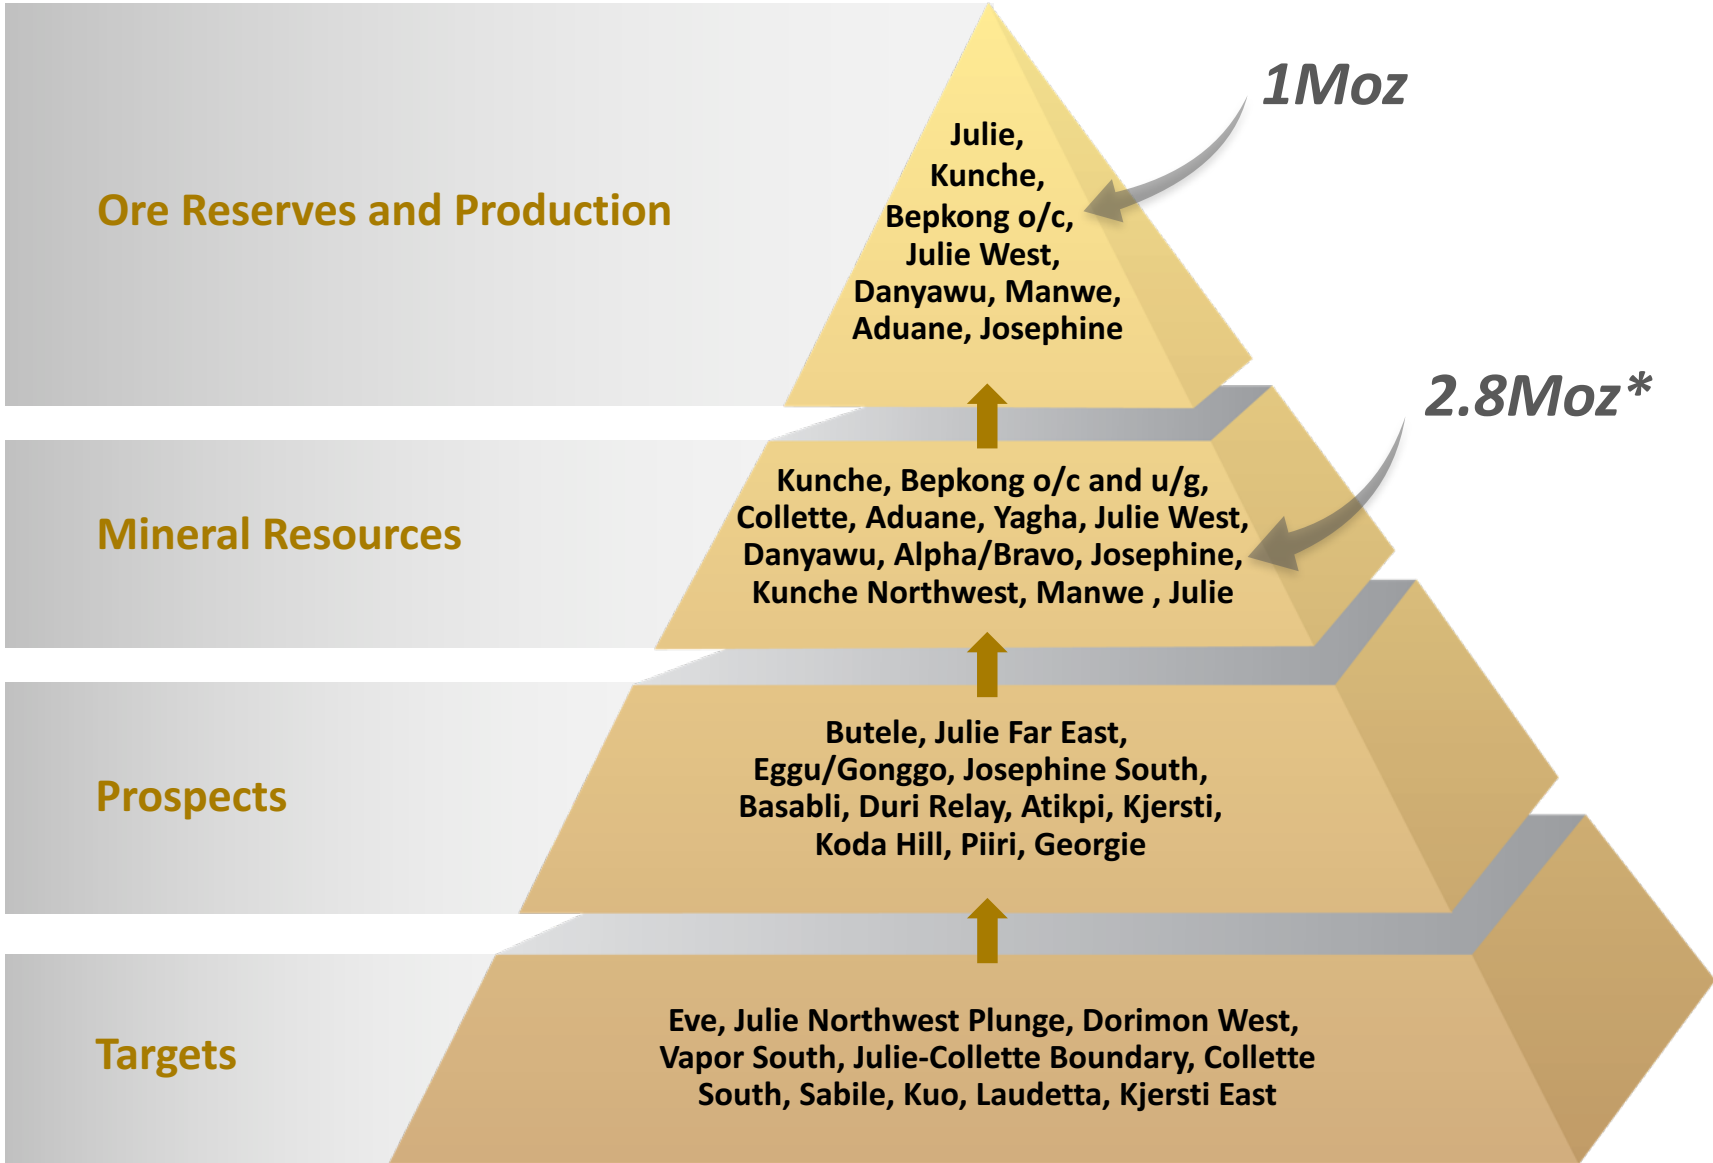 1Moz
Ore Reserves and Production
Julie,
Kunche,
Bepkong o/c,
Julie West,
Danyawu, Manwe,
Aduane, Josephine
2.8Moz*
Mineral Resources
Kunche, Bepkong o/c and u/g,
Collette, Aduane, Yagha, Julie West,
Danyawu, Alpha/Bravo, Josephine,
Kunche Northwest, Manwe , Julie
Prospects
Butele, Julie Far East,
Eggu/Gonggo, Josephine South,
Basabli, Duri Relay, Atikpi, Kjersti,
Koda Hill, Piiri, Georgie
Targets
Eve, Julie Northwest Plunge, Dorimon West,
Vapor South, Julie-Collette Boundary, Collette
South, Sabile, Kuo, Laudetta, Kjersti East